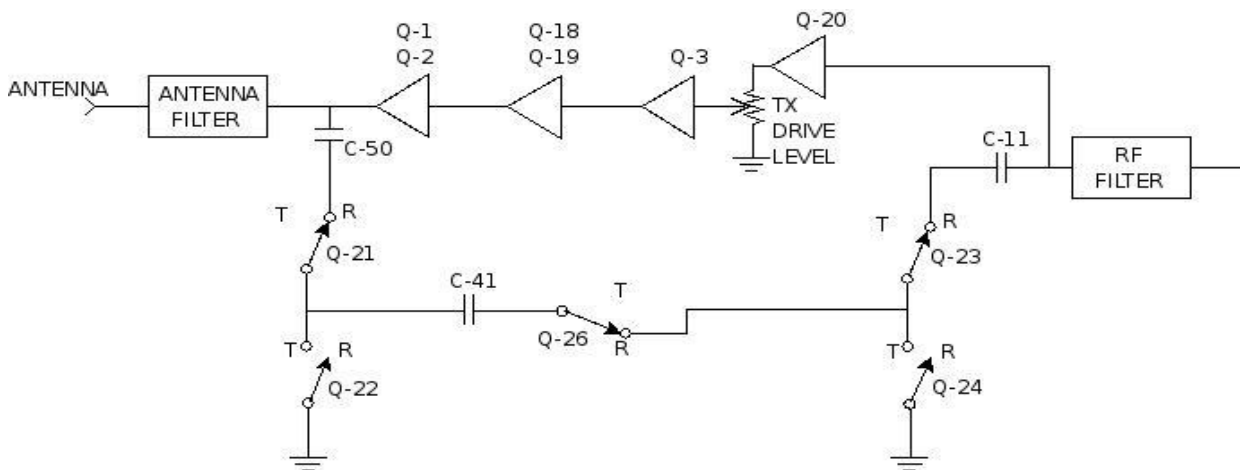 Q-20
Q-1
Q-2
Q-18
Q-19
Q-3
ANTENNA
ANTENNA
FILTER
TX
DRIVE
LEVEL
C-50
C-11
RF
FILTER
T R
Q-21
T R
Q-23
C-41
T
Q-26
R
T R
Q-22
T R
Q-24